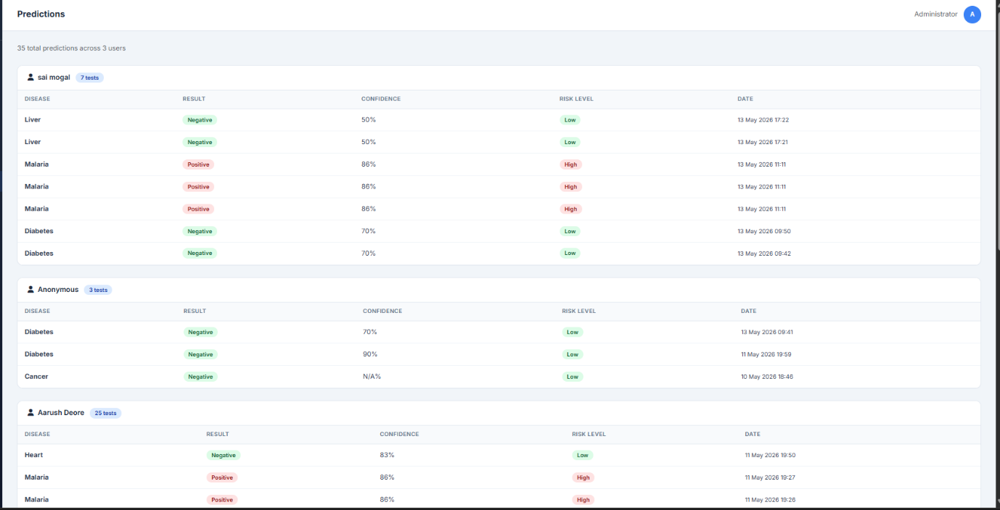 Predictions
Administrator A
35 total predictions across 3 users
sai mogal 7 tests
DISEASE RESULT CONFIDENCE RISK LEVEL DATE
Liver Negative 50% Low 13 May 2026 17:22
Liver Negative 50% Low 13 May 2026 17:21
Malaria Positive 86% High 13 May 2026 11:11
Malaria Positive 86% High 13 May 2026 11:11
Malaria Positive 86% High 13 May 2026 11:11
Diabetes Negative 70% Low 13 May 2026 09:50
Diabetes Negative 70% Low 13 May 2026 09:42
Anonymous 3 tests
DISEASE RESULT CONFIDENCE RISK LEVEL DATE
Diabetes Negative 70% Low 13 May 2026 09:41
Diabetes Negative 90% Low 11 May 2026 19:59
Cancer Negative N/A% Low 10 May 2026 18:46
Aarush Deore 25 tests
DISEASE RESULT CONFIDENCE RISK LEVEL DATE
Heart Negative 83% Low 11 May 2026 19:50
Malaria Positive 86% High 11 May 2026 19:27
Malaria Positive 86% High 11 May 2026 19:26